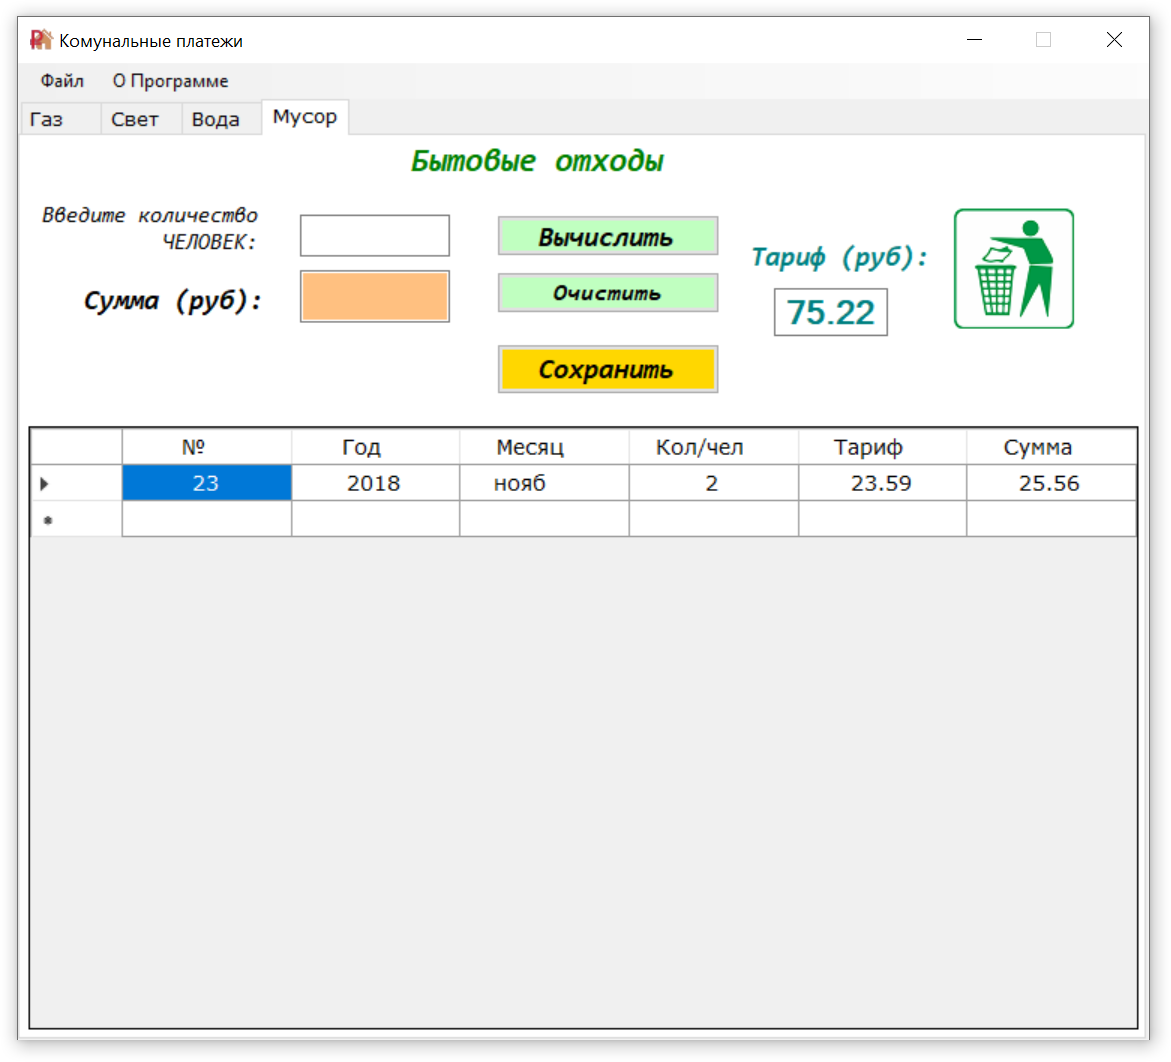 Комунальные платежи
Файл О Программе
Газ Свет Вода Мусор
Бытовые отходы
Введите количество
ЧЕЛОВЕК:
Вычислить
Тариф (руб):
Сумма (руб):
Очистить
75.22
Сохранить
№ Год Месяц Кол/чел Тариф Сумма
23 2018 нояб 2 23.59 25.56